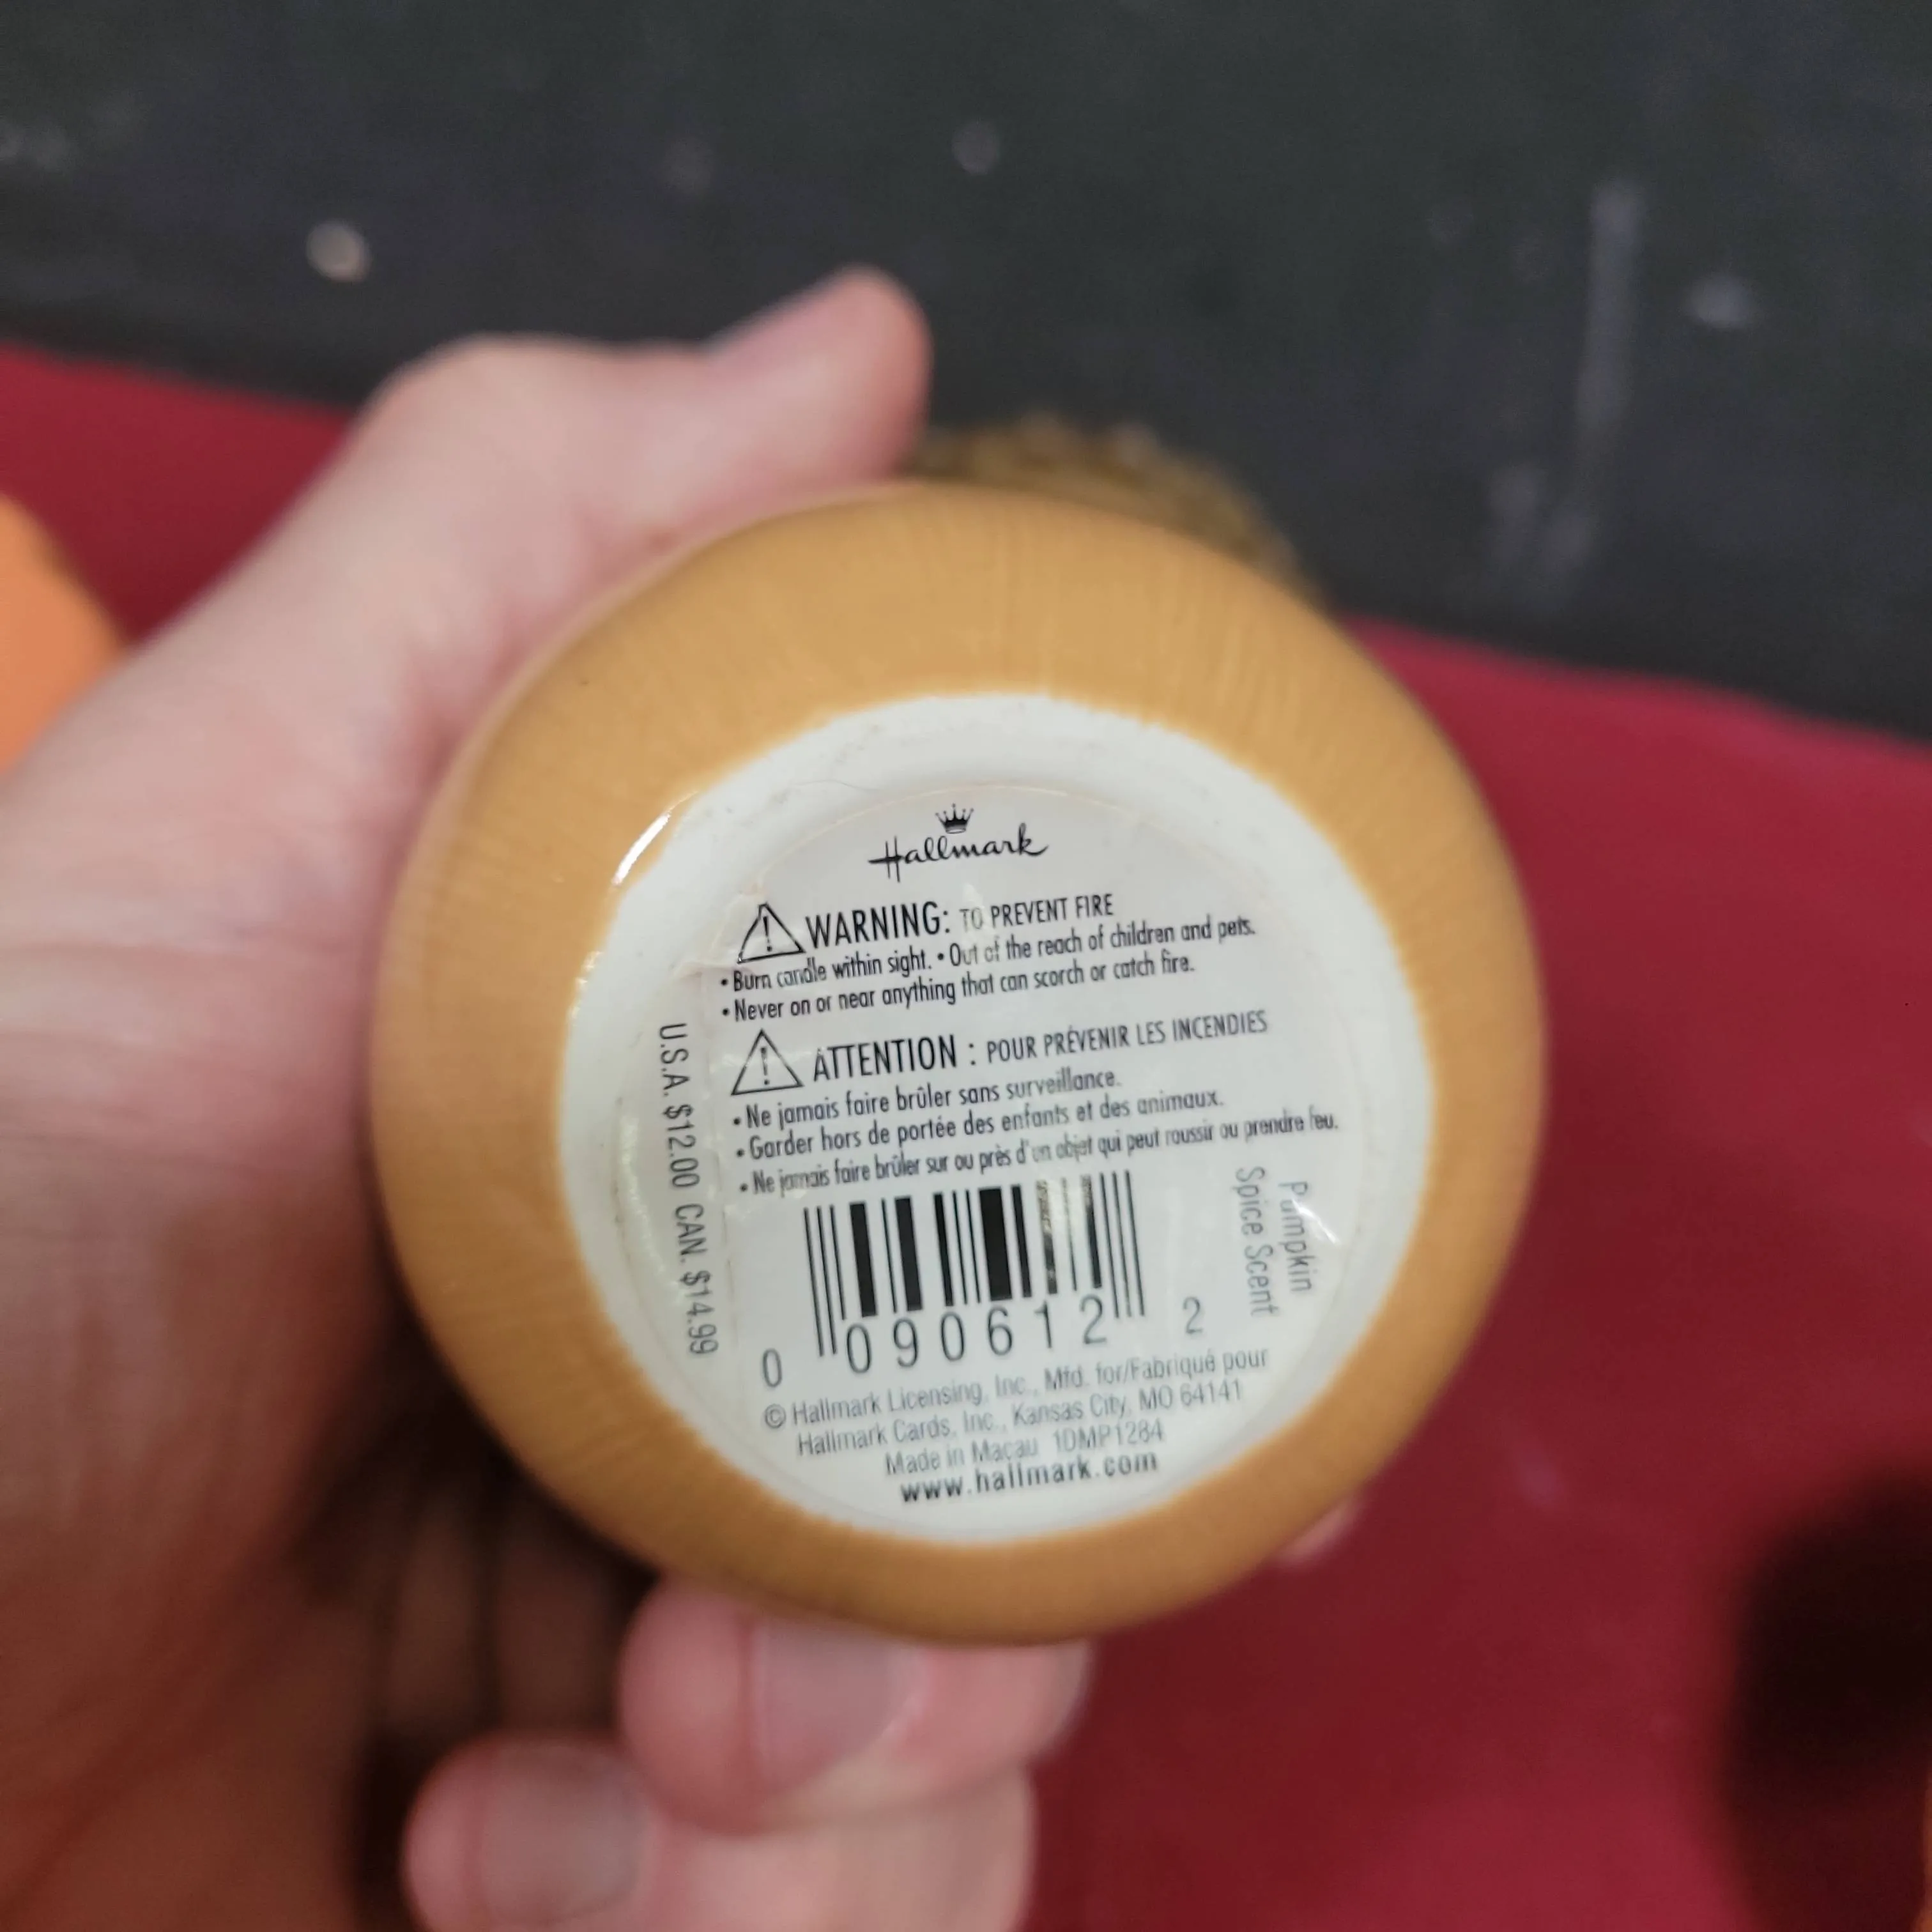 Hallmark
WARNING: TO PREVENT FIRE
• Burn candle within sight. • Out of the reach of children and pets.
• Never on or near anything that can scorch or catch fire.
ATTENTION : POUR PRÉVENIR LES INCENDIES
• Ne jamais faire brûler sans surveillance.
• Garder hors de portée des enfants et des animaux.
• Ne jamais faire brûler sur ou près d'un objet qui peut roussir ou prendre feu.
U.S.A. $12.00 CAN. $14.99
Pumpkin
Spice Scent
0 090612 2
© Hallmark Licensing, Inc., Mfd. for/Fabriqué pour
Hallmark Cards, Inc., Kansas City, MO 64141
Made in Macau 1DMP1284
www.hallmark.com